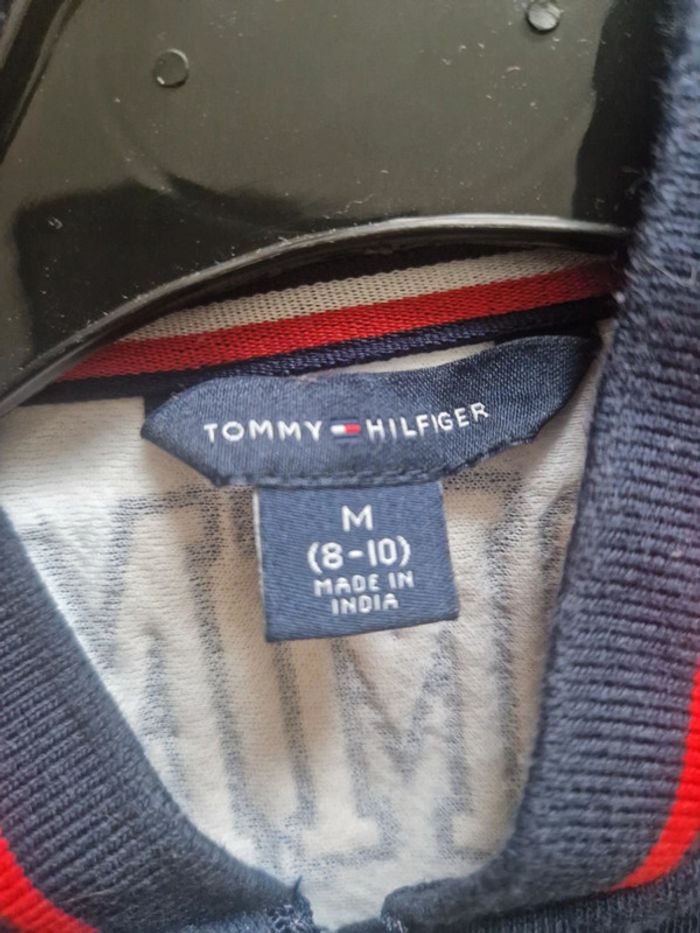 TOMMY HILFIGER
M
(8-10)
MADE IN
INDIA